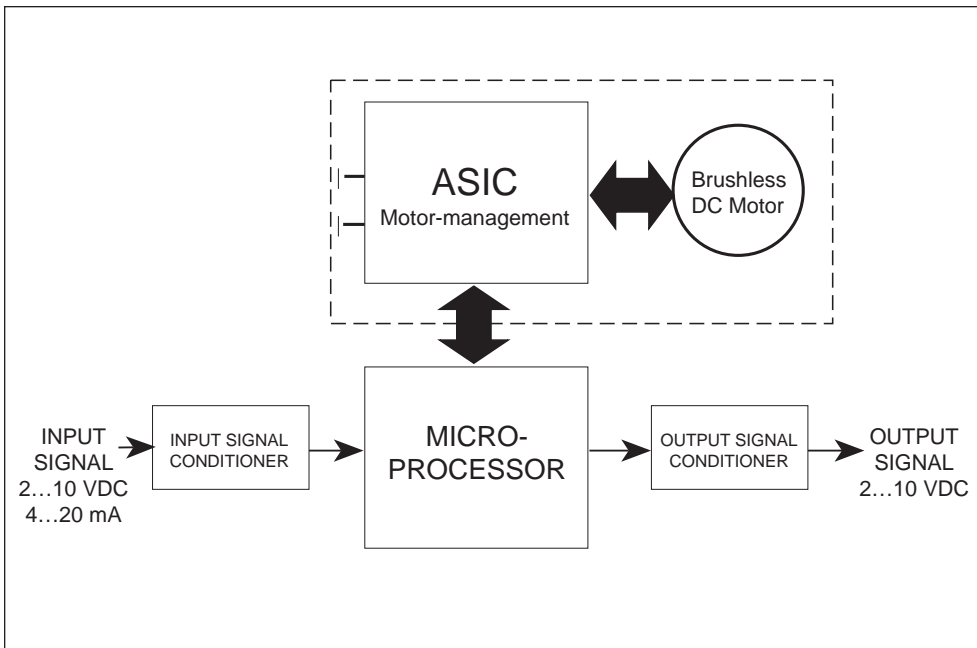 ASIC
Motor-management
Brushless
DC Motor
INPUT
SIGNAL
2…10 VDC
4…20 mA
INPUT SIGNAL
CONDITIONER
MICRO-
PROCESSOR
OUTPUT SIGNAL
CONDITIONER
OUTPUT
SIGNAL
2…10 VDC